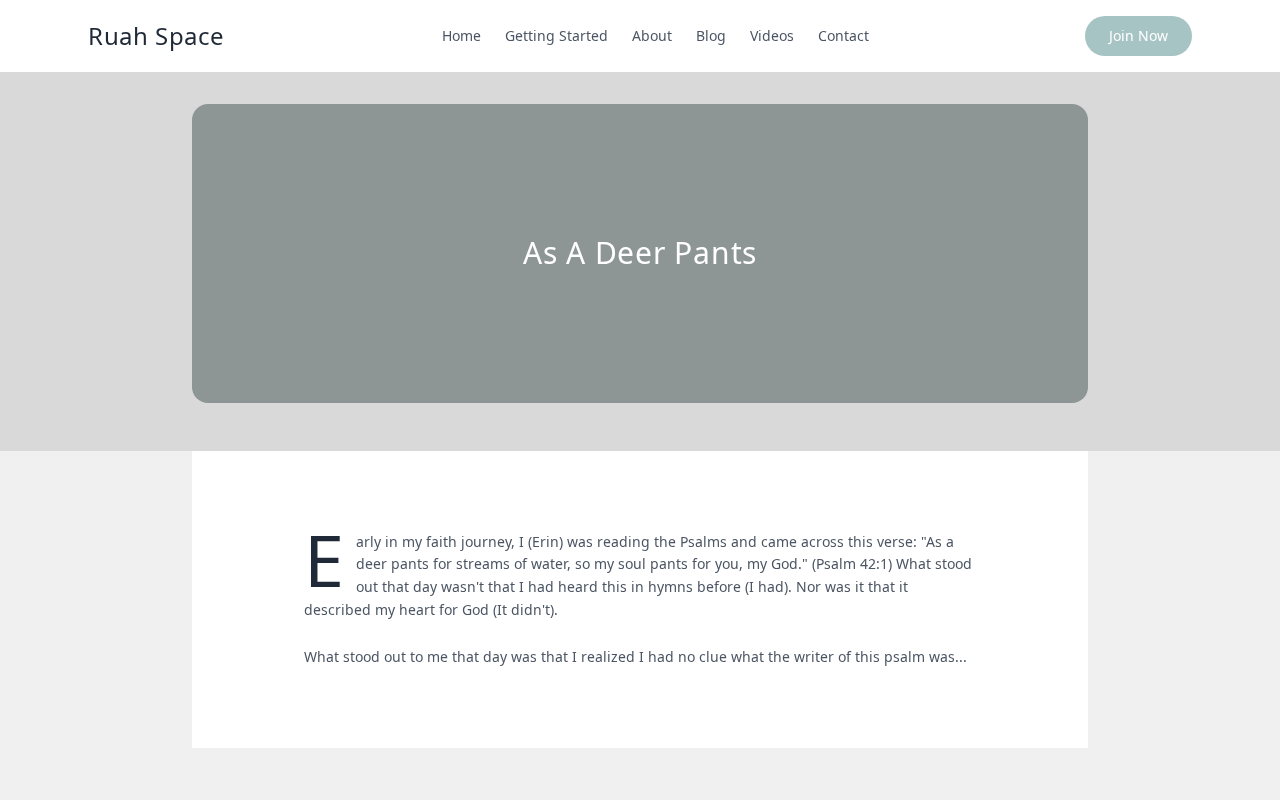 Ruah Space
Home
Getting Started
About
Blog
Videos
Contact
Join Now
As A Deer Pants
Early in my faith journey, I (Erin) was reading the Psalms and came across this verse: "As a
deer pants for streams of water, so my soul pants for you, my God." (Psalm 42:1) What stood
out that day wasn't that I had heard this in hymns before (I had). Nor was it that it
described my heart for God (It didn't).
What stood out to me that day was that I realized I had no clue what the writer of this psalm was...